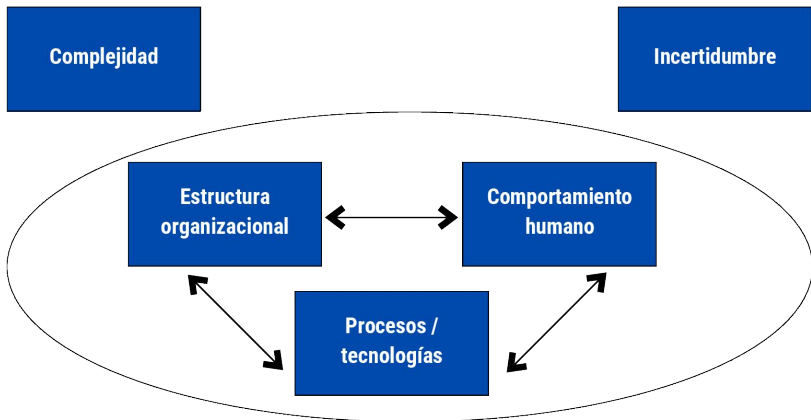 Complejidad
Incertidumbre
Estructura
organizacional
Comportamiento
humano
Procesos /
tecnologías